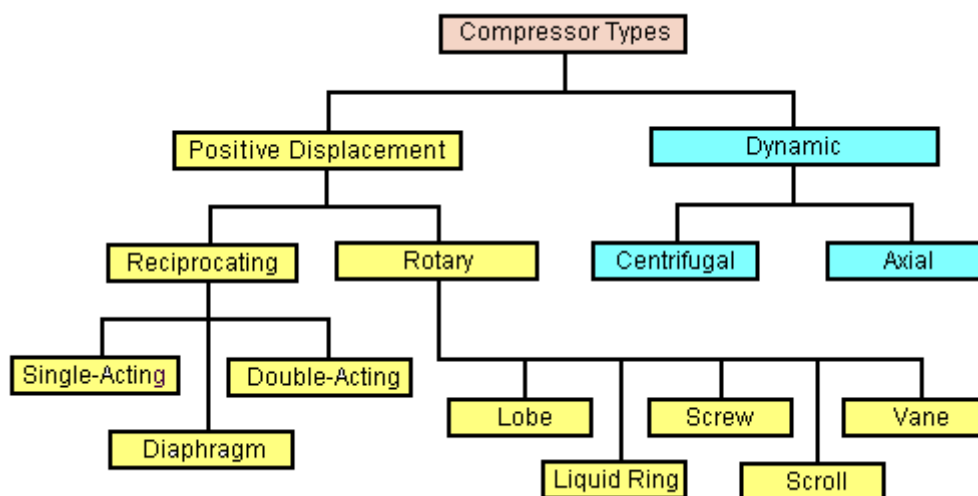 Compressor Types
Positive Displacement
Dynamic
Reciprocating
Rotary
Centrifugal
Axial
Single-Acting
Double-Acting
Diaphragm
Lobe
Screw
Vane
Liquid Ring
Scroll